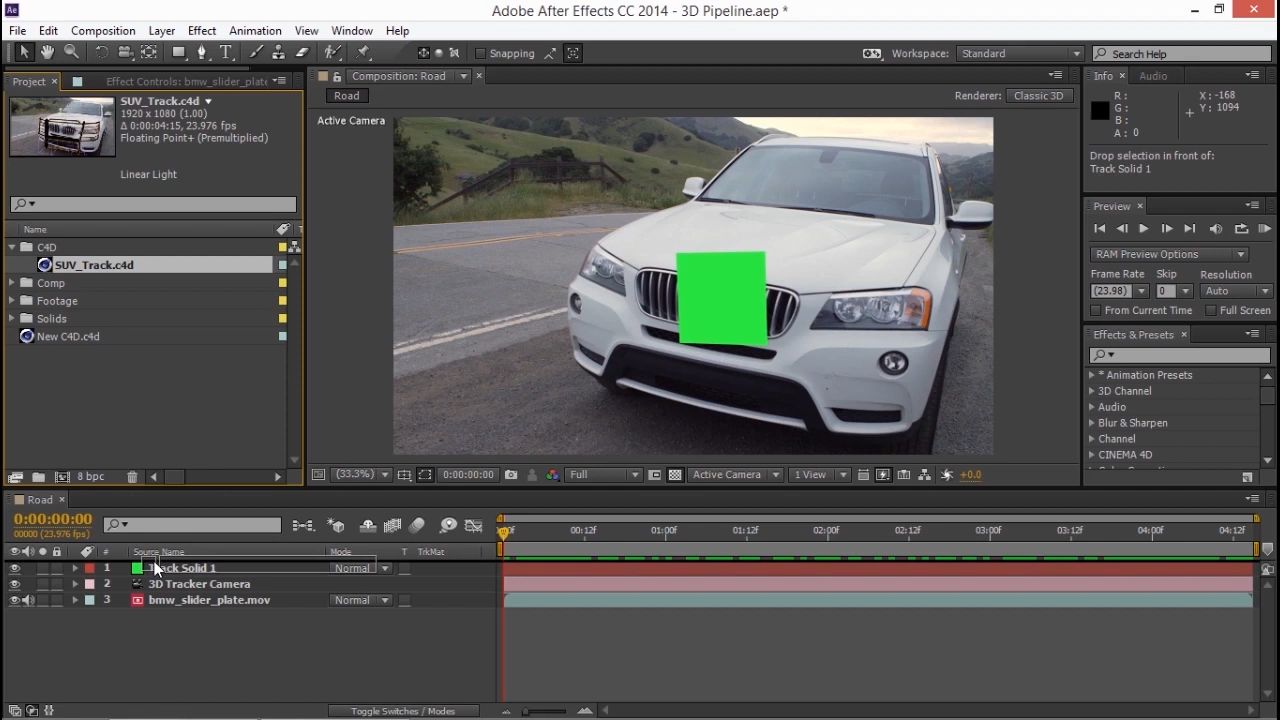 Adobe After Effects CC 2014 - 3D Pipeline.aep *
File Edit Composition Layer Effect Animation View Window Help
Snapping
Workspace: Standard
Search Help
Project
Effect Controls: bmw_slider_plate
SUV_Track.c4d
1920 x 1080 (1.00)
Δ 0:00:04:15, 23.976 fps
Floating Point+ (Premultiplied)
Linear Light
Name
C4D
SUV_Track.c4d
Comp
Footage
Solids
New C4D.c4d
8 bpc
Composition: Road
Road
Renderer: Classic 3D
Active Camera
(33.3%) 0:00:00:00 Full Active Camera 1 View +0.0
Info Audio
R :
G :
B :
A : 0
X : -168
Y : 1094
Drop selection in front of:
Track Solid 1
Preview
RAM Preview Options
Frame Rate Skip Resolution
(23.98) 0 Auto
From Current Time Full Screen
Effects & Presets
* Animation Presets
3D Channel
Audio
Blur & Sharpen
Channel
CINEMA 4D
Road
0:00:00:00
00000 (23.976 fps)
00:12f 01:00f 01:12f 02:00f 02:12f 03:00f 03:12f 04:00f 04:12f
# Source Name Mode T TrkMat
1 Track Solid 1 Normal
2 3D Tracker Camera
3 bmw_slider_plate.mov Normal
Toggle Switches / Modes